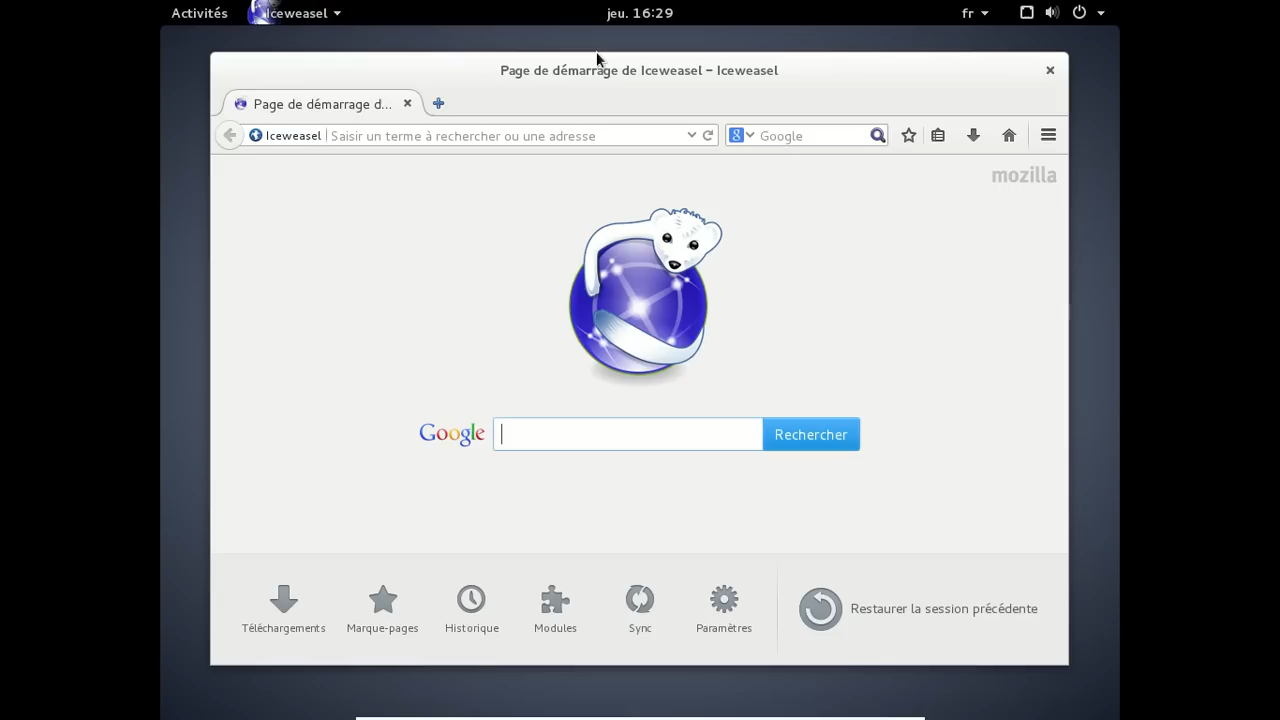 Activités Iceweasel jeu. 16:29 fr
Page de démarrage de Iceweasel – Iceweasel
Page de démarrage d...
Iceweasel Saisir un terme à rechercher ou une adresse Google
mozilla
Google Rechercher
Téléchargements Marque-pages Historique Modules Sync Paramètres Restaurer la session précédente